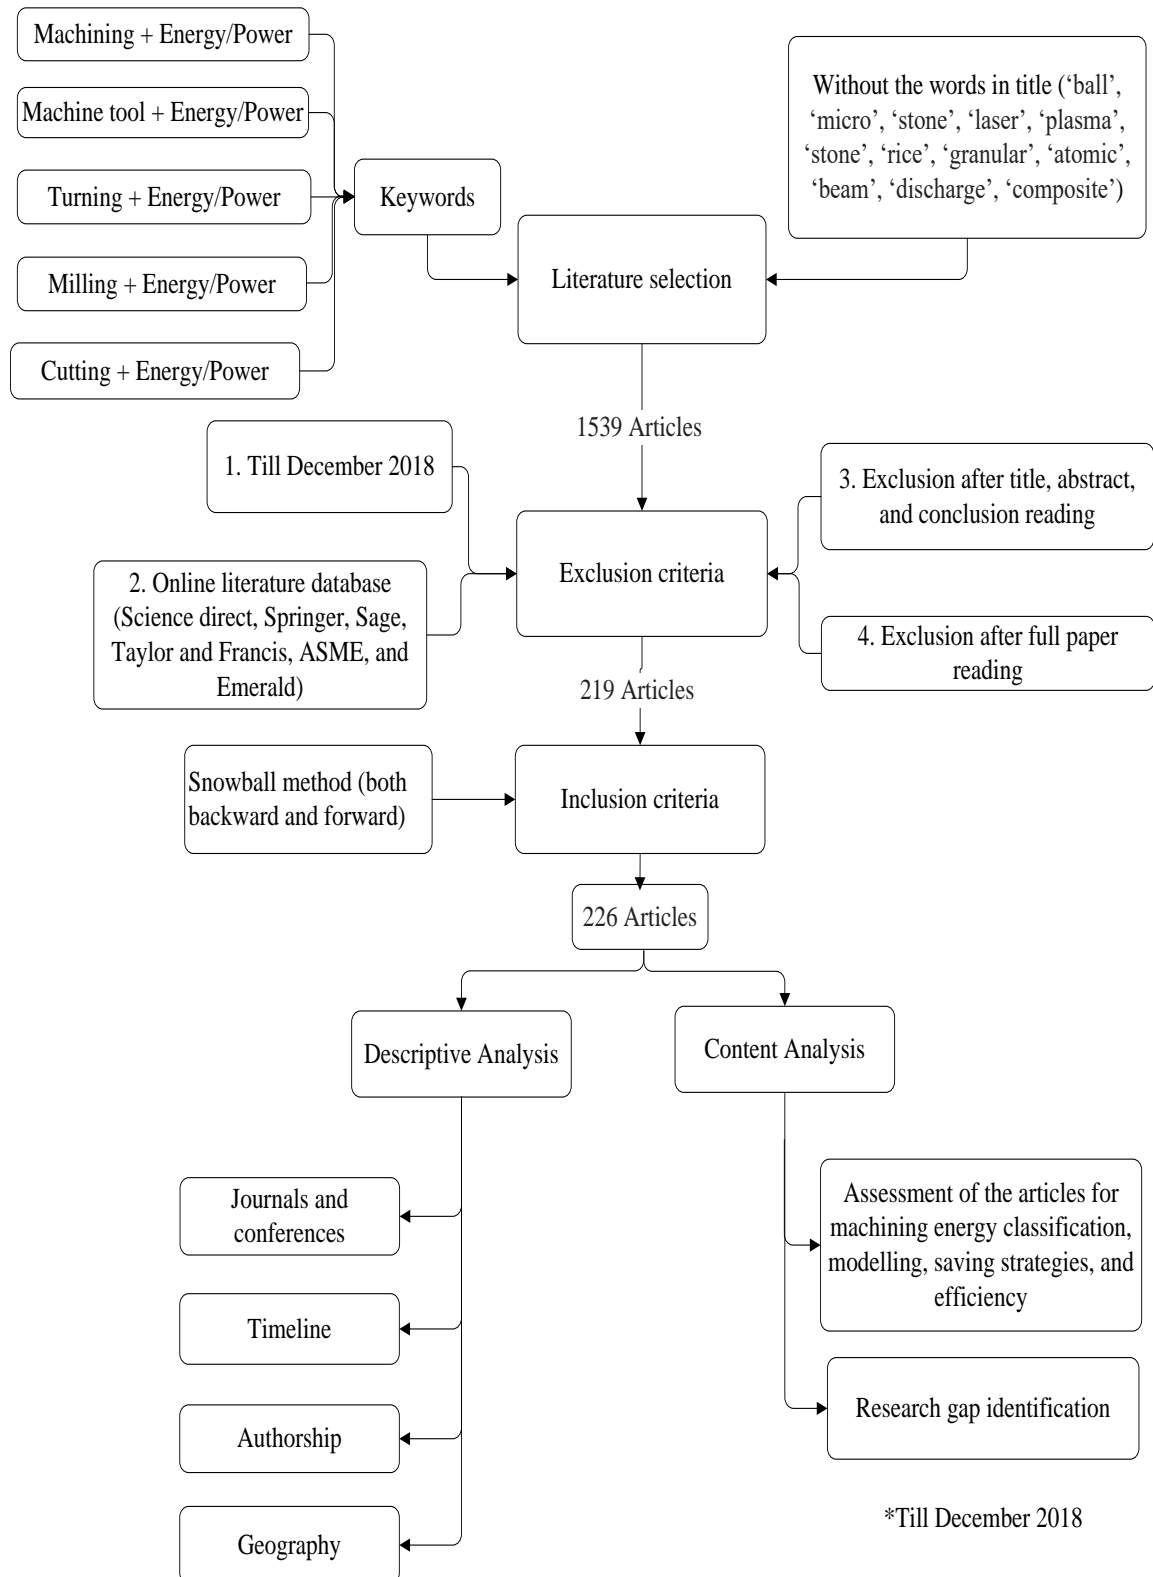 Machining + Energy/Power
Machine tool + Energy/Power
Turning + Energy/Power
Milling + Energy/Power
Cutting + Energy/Power
Keywords
Literature selection
Without the words in title (‘ball’,
‘micro’, ‘stone’, ‘laser’, ‘plasma’,
‘stone’, ‘rice’, ‘granular’, ‘atomic’,
‘beam’, ‘discharge’, ‘composite’)
1539 Articles
1. Till December 2018
2. Online literature database
(Science direct, Springer, Sage,
Taylor and Francis, ASME, and
Emerald)
Exclusion criteria
3. Exclusion after title, abstract,
and conclusion reading
4. Exclusion after full paper
reading
219 Articles
Snowball method (both
backward and forward)
Inclusion criteria
226 Articles
Descriptive Analysis
Content Analysis
Journals and
conferences
Timeline
Authorship
Geography
Assessment of the articles for
machining energy classification,
modelling, saving strategies, and
efficiency
Research gap identification
*Till December 2018